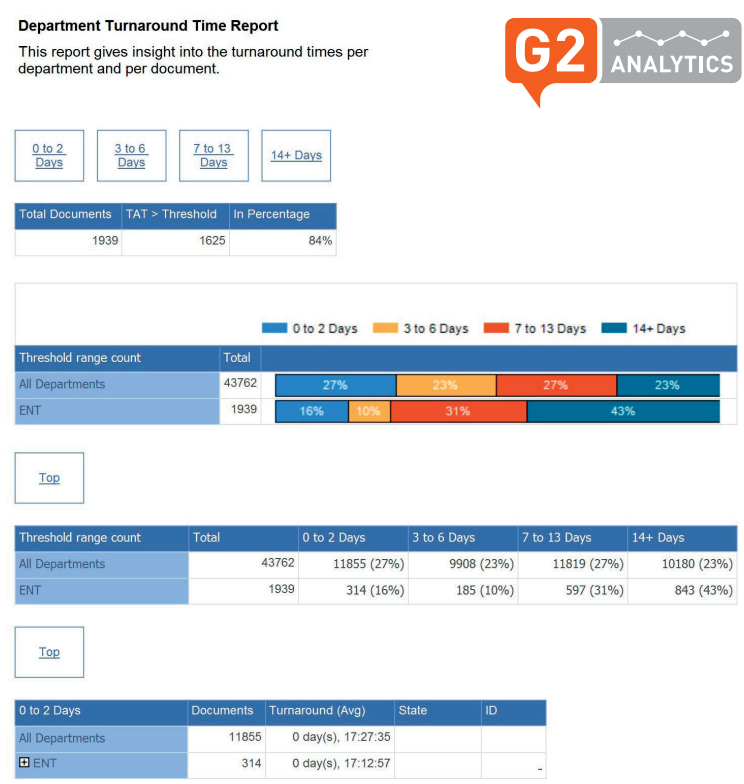 Department Turnaround Time Report
This report gives insight into the turnaround times per
department and per document.
G2 ANALYTICS
0 to 2 Days
3 to 6 Days
7 to 13 Days
14+ Days
Total Documents TAT > Threshold In Percentage
1939 1625 84%
0 to 2 Days 3 to 6 Days 7 to 13 Days 14+ Days
Threshold range count Total
All Departments 43762 27% 23% 27% 23%
ENT 1939 16% 10% 31% 43%
Top
Threshold range count Total 0 to 2 Days 3 to 6 Days 7 to 13 Days 14+ Days
All Departments 43762 11855 (27%) 9908 (23%) 11819 (27%) 10180 (23%)
ENT 1939 314 (16%) 185 (10%) 597 (31%) 843 (43%)
Top
0 to 2 Days Documents Turnaround (Avg) State ID
All Departments 11855 0 day(s), 17:27:35
ENT 314 0 day(s), 17:12:57 -